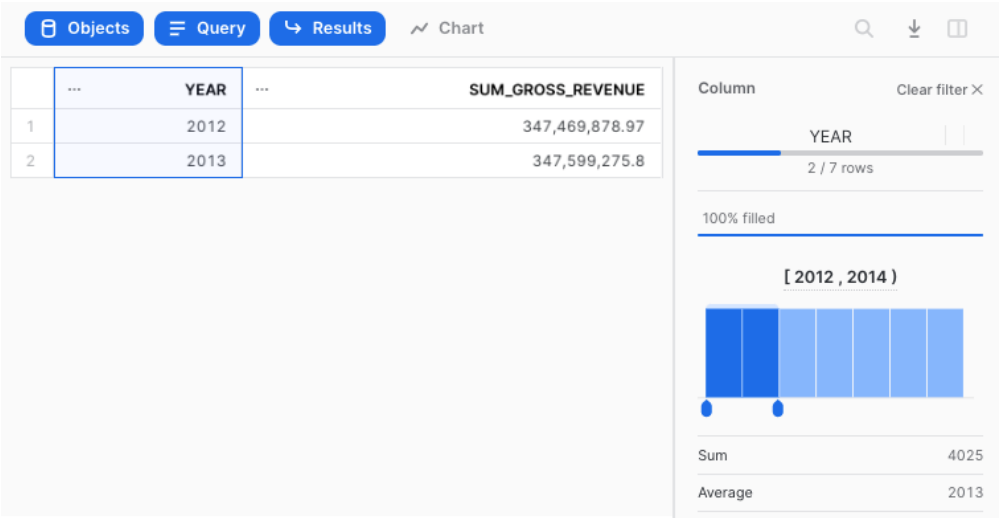 Objects Query Results Chart
... YEAR ... SUM_GROSS_REVENUE
1 2012 347,469,878.97
2 2013 347,599,275.8
Column Clear filter ×
YEAR
2 / 7 rows
100% filled
[ 2012 , 2014 )
Sum 4025
Average 2013